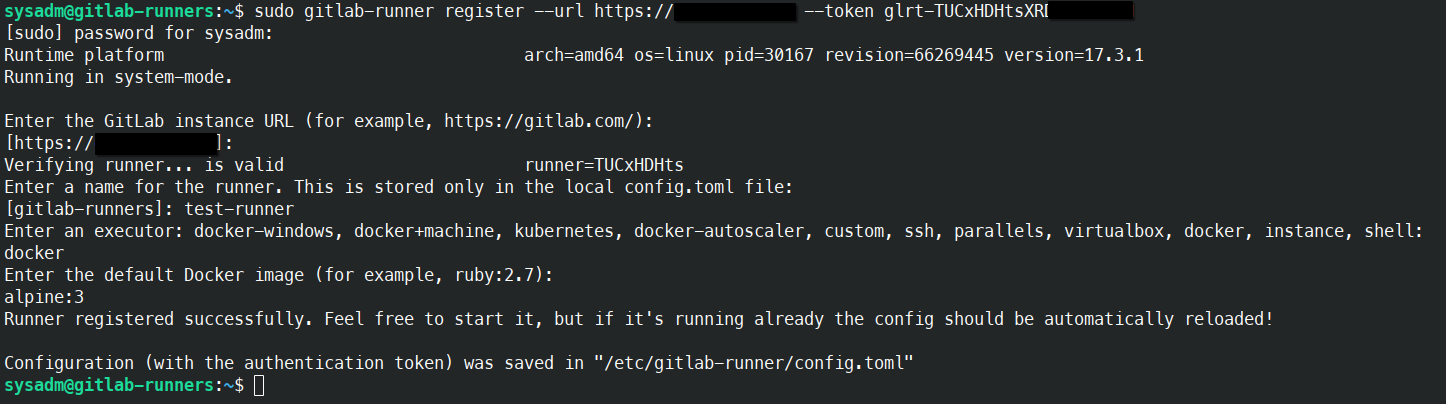 sysadm@gitlab-runners:~$ sudo gitlab-runner register --url https:// --token glrt-TUCxHDHtsXR
[sudo] password for sysadm:
Runtime platform arch=amd64 os=linux pid=30167 revision=66269445 version=17.3.1
Running in system-mode.
Enter the GitLab instance URL (for example, https://gitlab.com/):
[https:// ]:
Verifying runner... is valid runner=TUCxHDHts
Enter a name for the runner. This is stored only in the local config.toml file:
[gitlab-runners]: test-runner
Enter an executor: docker-windows, docker+machine, kubernetes, docker-autoscaler, custom, ssh, parallels, virtualbox, docker, instance, shell:
docker
Enter the default Docker image (for example, ruby:2.7):
alpine:3
Runner registered successfully. Feel free to start it, but if it's running already the config should be automatically reloaded!
Configuration (with the authentication token) was saved in "/etc/gitlab-runner/config.toml"
sysadm@gitlab-runners:~$